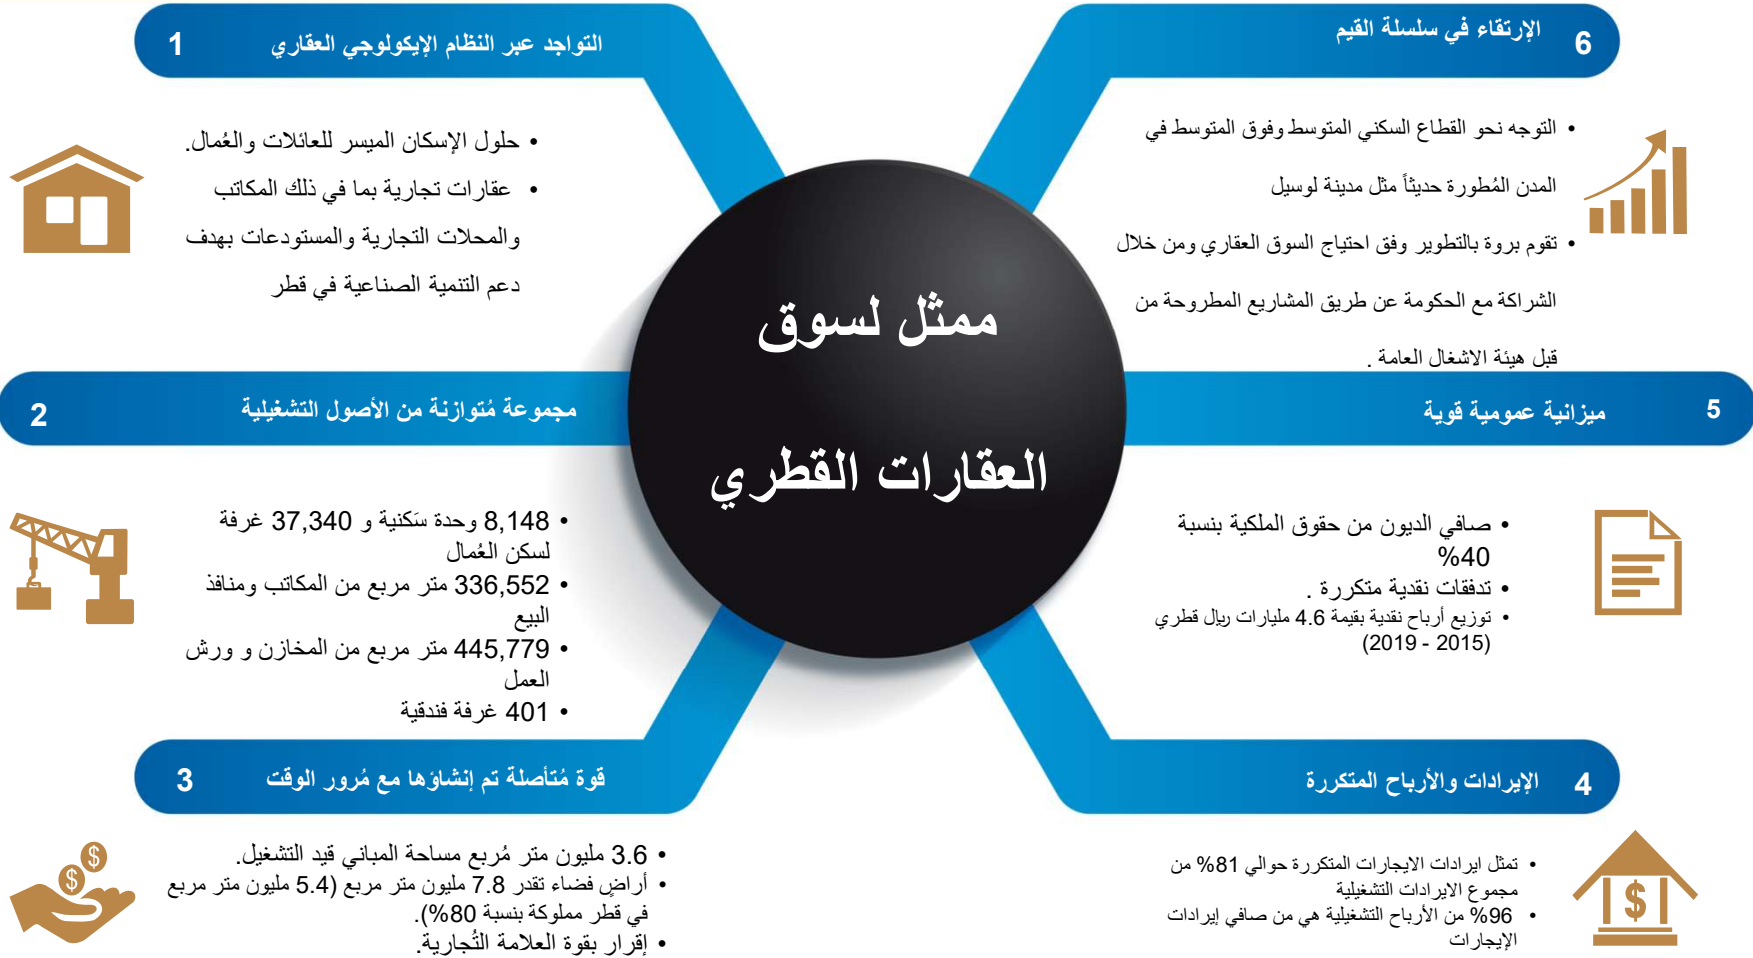 ممثل لسوق
العقارات القطري
1
التواجد عبر النظام الإيكولوجي العقاري
• حلول الإسكان الميسر للعائلات والعُمال.
• عقارات تجارية بما في ذلك المكاتب
والمحلات التجارية والمستودعات بهدف
دعم التنمية الصناعية في قطر
2
مجموعة مُتوازنة من الأصول التشغيلية
• 8,148 وحدة سَكنية و 37,340 غرفة
لسكن العُمال
• 336,552 متر مربع من المكاتب ومنافذ
البيع
• 445,779 متر مربع من المخازن و ورش
العمل
• 401 غرفة فندقية
3
قوة مُتأصلة تم إنشاؤها مع مُرور الوقت
• 3.6 مليون متر مُربع مساحة المباني قيد التشغيل.
• أراضٍ فضاء تقدر 7.8 مليون متر مربع (5.4 مليون متر مربع
في قطر مملوكة بنسبة 80%).
• إقرار بقوة العلامة التُجارية.
4
الإيرادات والأرباح المتكررة
• تمثل ايرادات الايجارات المتكررة حوالي 81% من
مجموع الايرادات التشغيلية
• 96% من الأرباح التشغيلية هي من صافي إيرادات
الإيجارات
5
ميزانية عمومية قوية
• صافي الديون من حقوق الملكية بنسبة
40%
• تدفقات نقدية متكررة .
• توزيع أرباح نقدية بقيمة 4.6 مليارات ريال قطري
(2015 - 2019)
6
الإرتقاء في سلسلة القيم
• التوجه نحو القطاع السكني المتوسط وفوق المتوسط في
المدن المُطورة حديثاً مثل مدينة لوسيل
• تقوم بروة بالتطوير وفق احتياج السوق العقاري ومن خلال
الشراكة مع الحكومة عن طريق المشاريع المطروحة من
قبل هيئة الاشغال العامة .
$
$
$